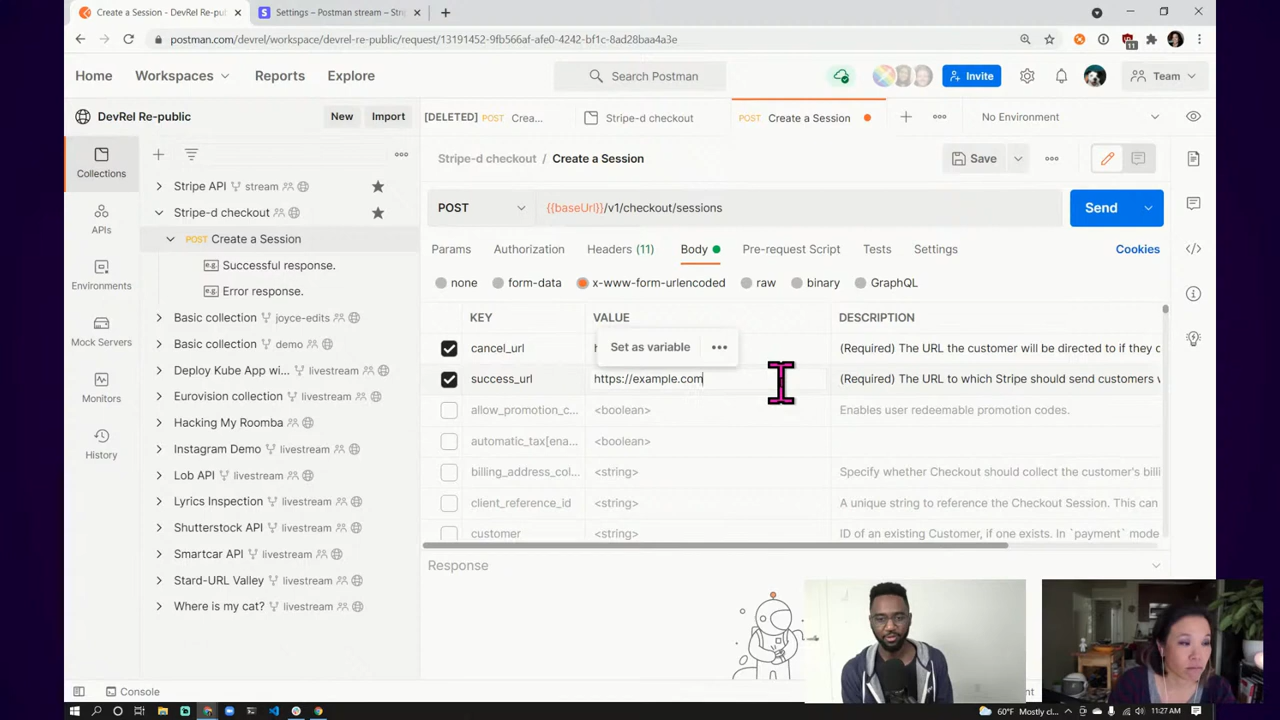 Create a Session - DevRel Re-p
Settings – Postman stream – Stri
postman.com/devrel/workspace/devrel-re-public/request/13191452-9fb566af-afe0-4242-bf1c-8ad28baa4a3e
11
Home Workspaces Reports Explore Search Postman Invite Team
DevRel Re-public New Import [DELETED] POST Crea... Stripe-d checkout POST Create a Session No Environment
Stripe-d checkout / Create a Session Save
Collections
APIs
Environments
Mock Servers
Monitors
History
Stripe API stream
Stripe-d checkout
POST Create a Session
e.g. Successful response.
e.g. Error response.
Basic collection joyce-edits
Basic collection demo
Deploy Kube App wi...
Eurovision collection livestream
Hacking My Roomba livestream
Instagram Demo livestream
Lob API livestream
Lyrics Inspection livestream
Shutterstock API livestream
Smartcar API livestream
Stard-URL Valley livestream
Where is my cat? livestream
POST {{baseUrl}}/v1/checkout/sessions Send
Params Authorization Headers (11) Body Pre-request Script Tests Settings Cookies
none form-data x-www-form-urlencoded raw binary GraphQL
KEY VALUE DESCRIPTION
Set as variable
cancel_url (Required) The URL the customer will be directed to if they c
success_url https://example.com (Required) The URL to which Stripe should send customers w
allow_promotion_c... <boolean> Enables user redeemable promotion codes.
automatic_tax[ena... <boolean>
billing_address_col... <string> Specify whether Checkout should collect the customer's billi
client_reference_id <string> A unique string to reference the Checkout Session. This can
customer <string> ID of an existing Customer, if one exists. In `payment` mode
Response
Console
60°F Mostly cl... 11:27 AM